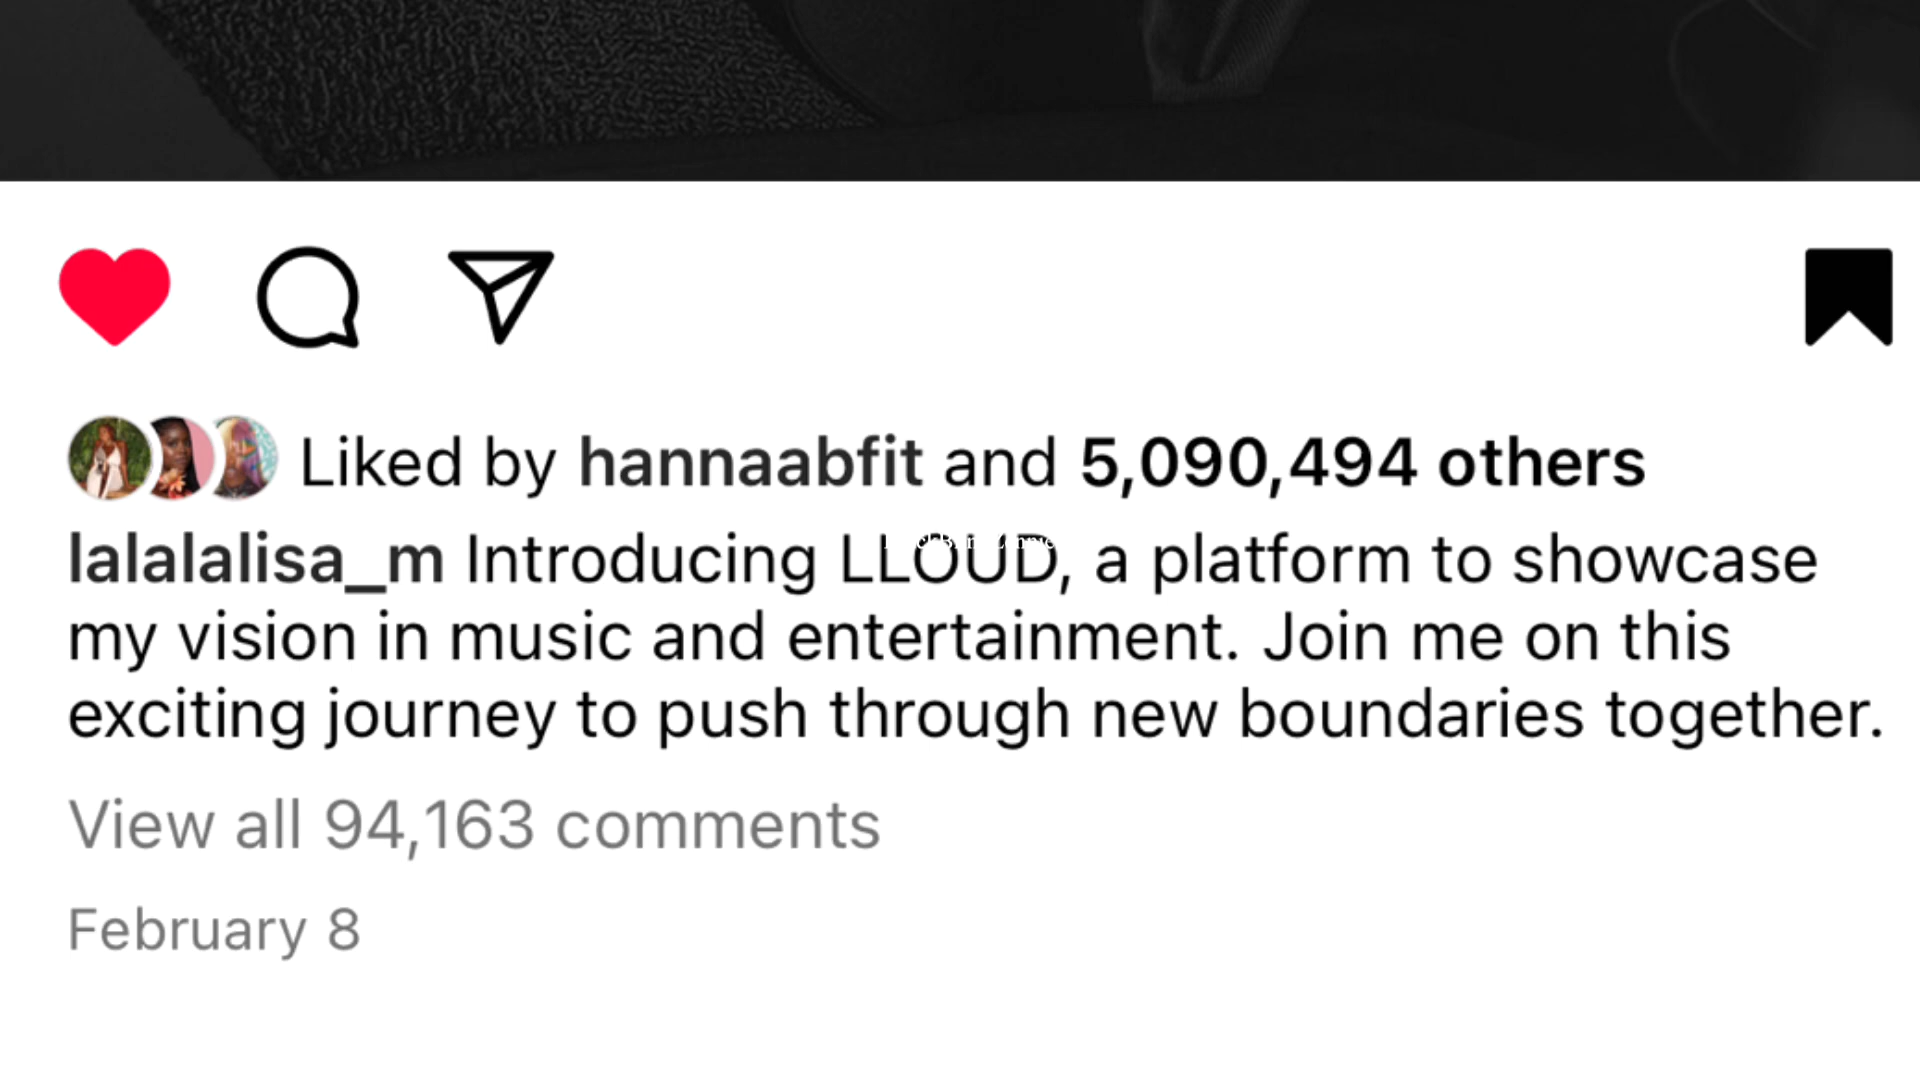 Liked by hannaabfit and 5,090,494 others
lalalalisa_m Introducing LLOUD, a platform to showcase
my vision in music and entertainment. Join me on this
exciting journey to push through new boundaries together.
View all 94,163 comments
February 8